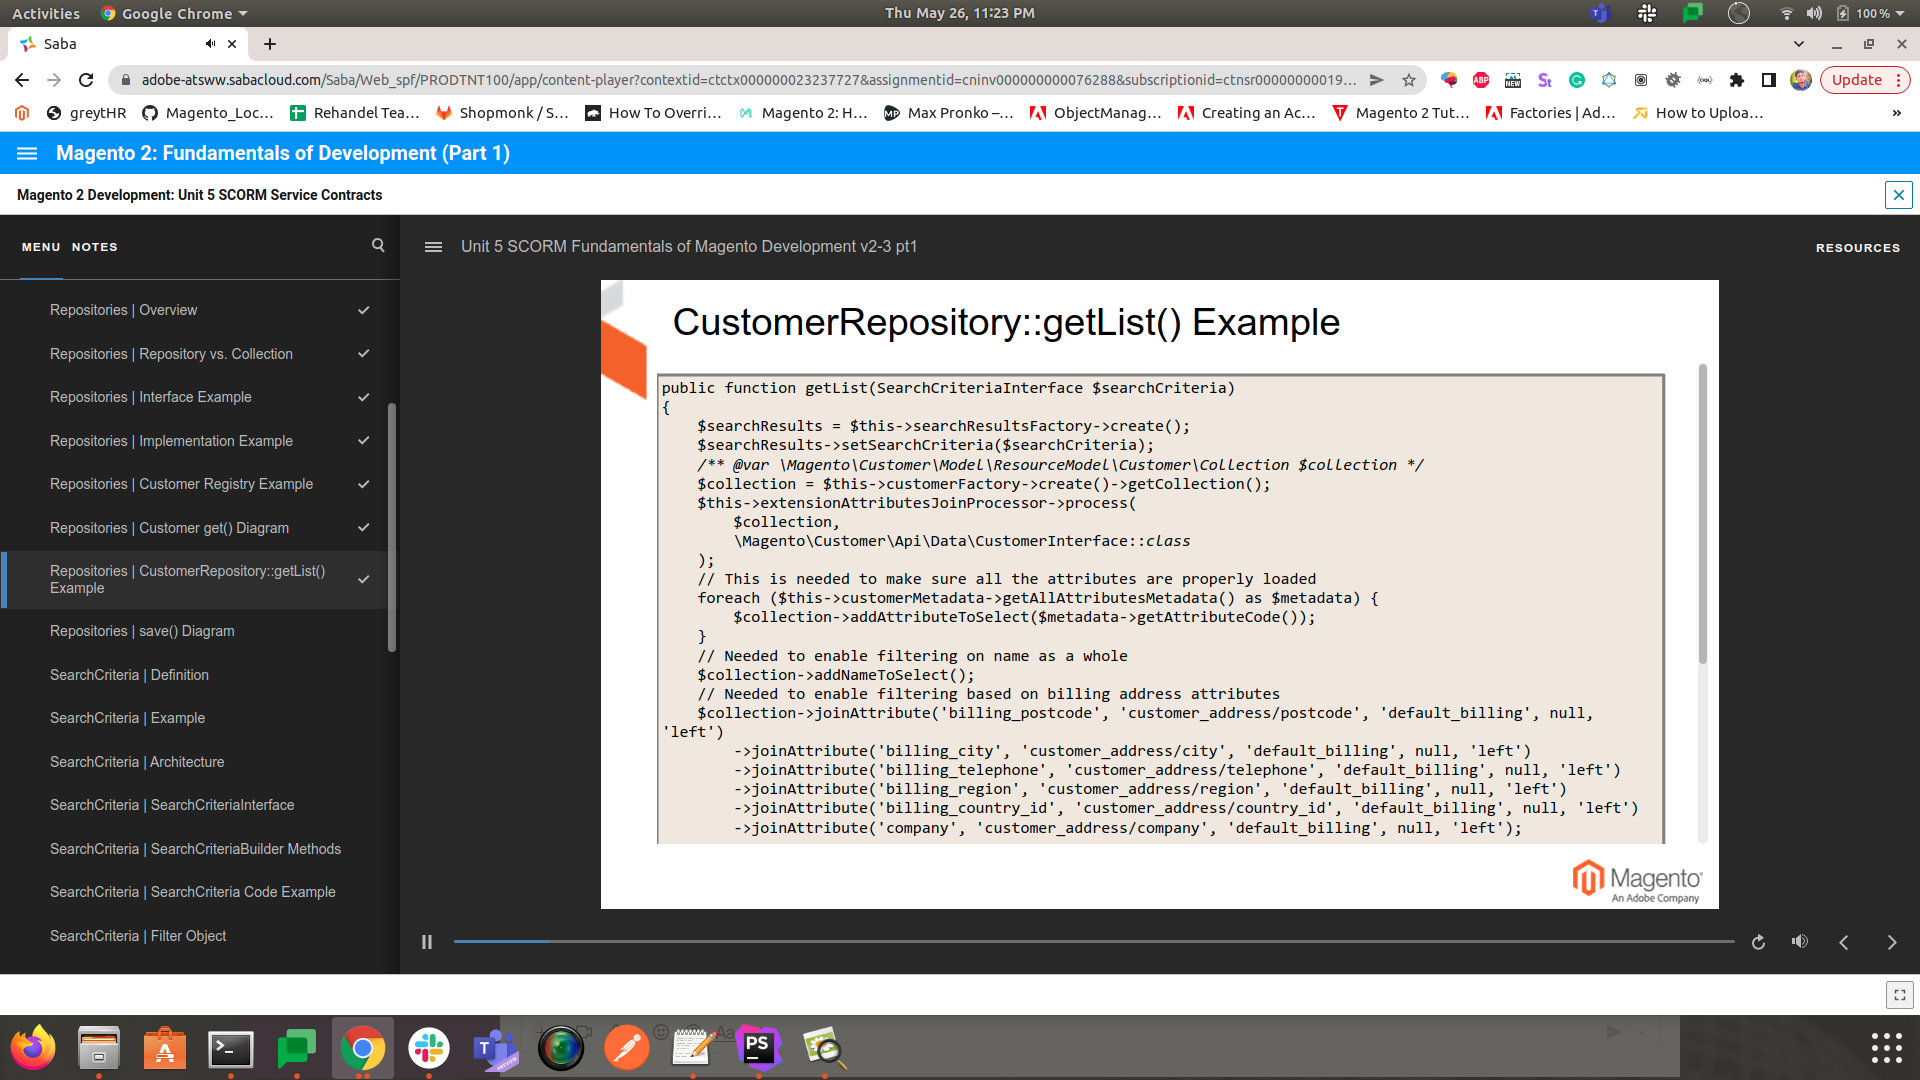 Activities Google Chrome Thu May 26, 11:23 PM 100 %
Saba
adobe-atsww.sabacloud.com/Saba/Web_spf/PRODTNT100/app/content-player?contextid=ctctx000000023237727&assignmentid=cninv000000000076288&subscriptionid=ctnsr00000000019... Update
greytHR Magento_Loc... Rehandel Tea... Shopmonk / S... How To Overri... Magento 2: H... Max Pronko –... ObjectManag... Creating an Ac... Magento 2 Tut... Factories | Ad... How to Uploa... »
Magento 2: Fundamentals of Development (Part 1)
Magento 2 Development: Unit 5 SCORM Service Contracts
MENU NOTES
Unit 5 SCORM Fundamentals of Magento Development v2-3 pt1
RESOURCES
Repositories | Overview
Repositories | Repository vs. Collection
Repositories | Interface Example
Repositories | Implementation Example
Repositories | Customer Registry Example
Repositories | Customer get() Diagram
Repositories | CustomerRepository::getList()
Example
Repositories | save() Diagram
SearchCriteria | Definition
SearchCriteria | Example
SearchCriteria | Architecture
SearchCriteria | SearchCriteriaInterface
SearchCriteria | SearchCriteriaBuilder Methods
SearchCriteria | SearchCriteria Code Example
SearchCriteria | Filter Object
CustomerRepository::getList() Example
public function getList(SearchCriteriaInterface $searchCriteria)
{
$searchResults = $this->searchResultsFactory->create();
$searchResults->setSearchCriteria($searchCriteria);
/** @var \Magento\Customer\Model\ResourceModel\Customer\Collection $collection */
$collection = $this->customerFactory->create()->getCollection();
$this->extensionAttributesJoinProcessor->process(
$collection,
\Magento\Customer\Api\Data\CustomerInterface::class
);
// This is needed to make sure all the attributes are properly loaded
foreach ($this->customerMetadata->getAllAttributesMetadata() as $metadata) {
$collection->addAttributeToSelect($metadata->getAttributeCode());
}
// Needed to enable filtering on name as a whole
$collection->addNameToSelect();
// Needed to enable filtering based on billing address attributes
$collection->joinAttribute('billing_postcode', 'customer_address/postcode', 'default_billing', null,
'left')
->joinAttribute('billing_city', 'customer_address/city', 'default_billing', null, 'left')
->joinAttribute('billing_telephone', 'customer_address/telephone', 'default_billing', null, 'left')
->joinAttribute('billing_region', 'customer_address/region', 'default_billing', null, 'left')
->joinAttribute('billing_country_id', 'customer_address/country_id', 'default_billing', null, 'left')
->joinAttribute('company', 'customer_address/company', 'default_billing', null, 'left');
Magento
An Adobe Company